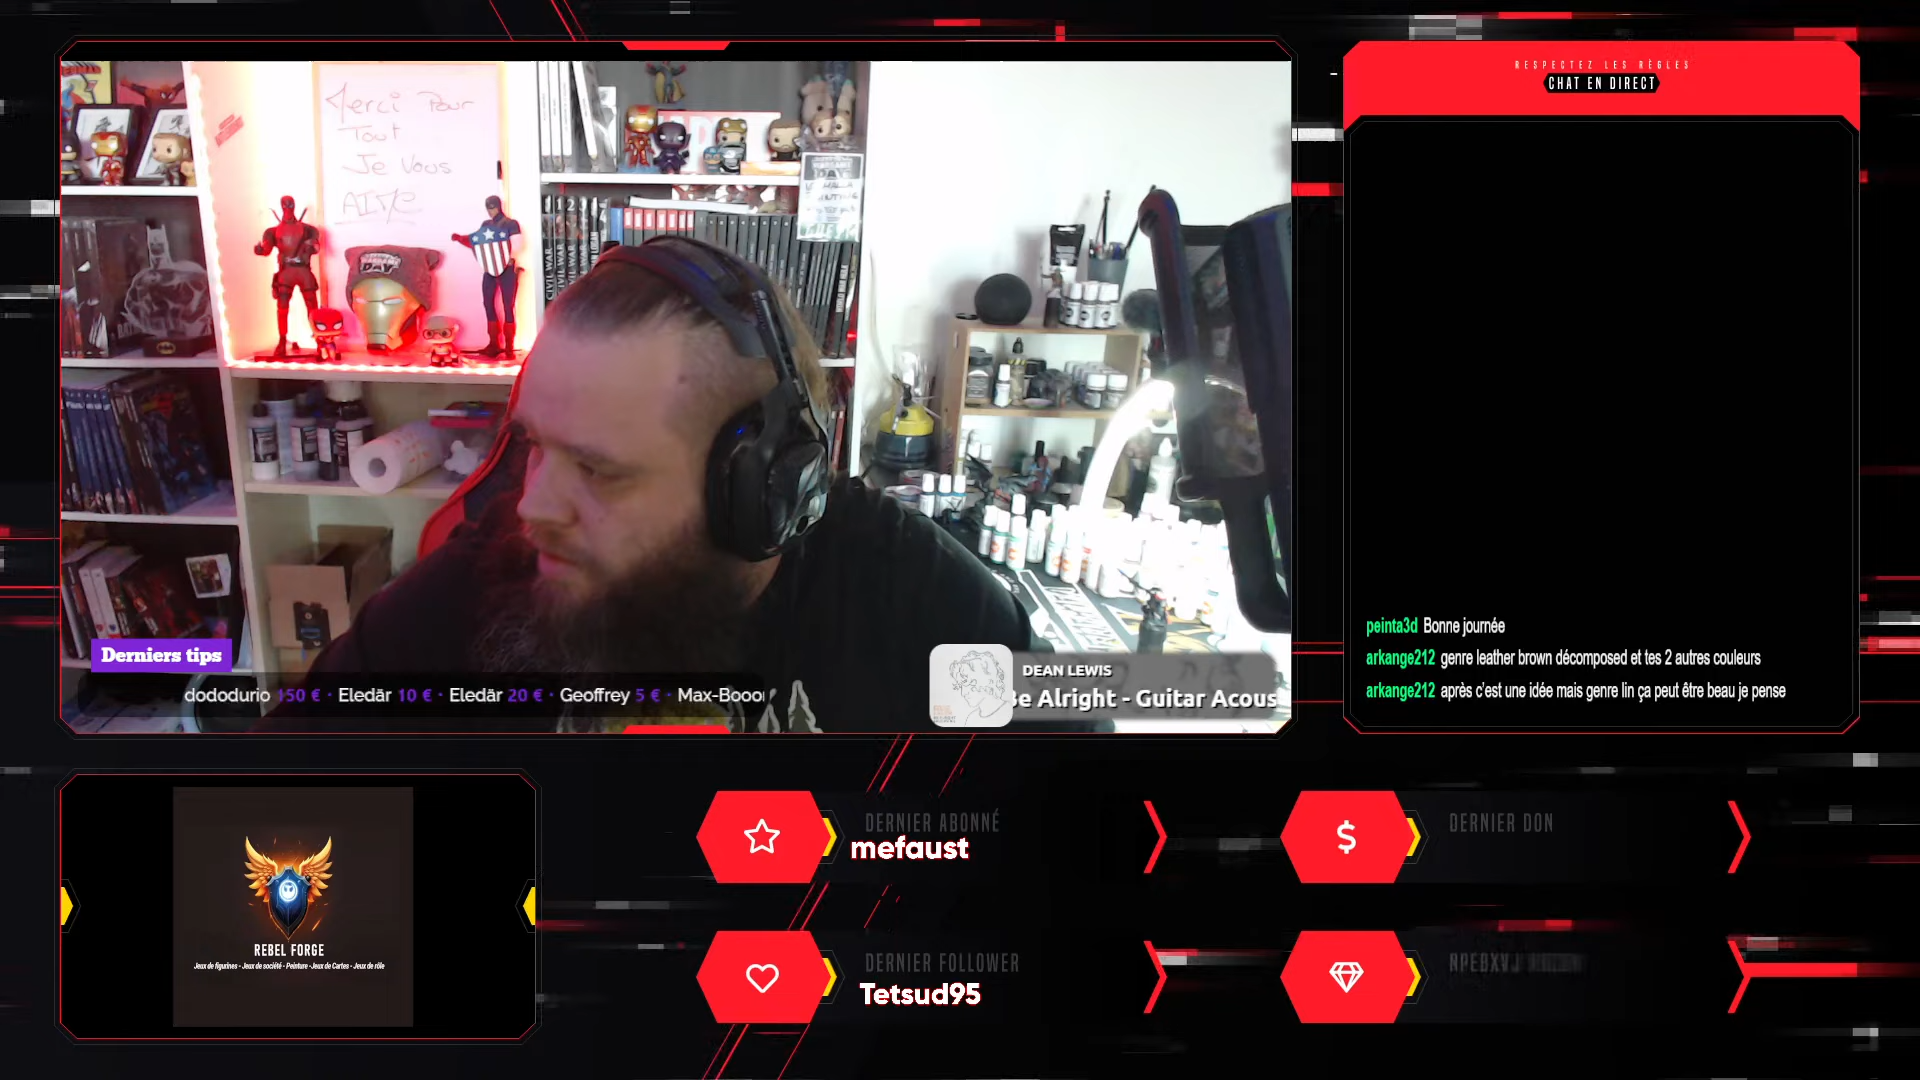 RESPECTEZ LES RÈGLES
CHAT EN DIRECT
Merci Pour
Tout
Je Vous
AIME
CIVIL WAR
DAY
peinta3d Bonne journée
arkange212 genre leather brown décomposed et tes 2 autres couleurs
arkange212 après c'est une idée mais genre lin ça peut être beau je pense
Derniers tips
dododurio 150 € · Eledär 10 € · Eledär 20 € · Geoffrey 5 € · Max-Booor
DEAN LEWIS
Be Alright - Guitar Acous
DERNIER ABONNÉ
mefaust
DERNIER DON
DERNIER FOLLOWER
Tetsud95
REBEL FORGE
Jeux de figurines - Jeux de société - Peinture - Jeux de Cartes - Jeux de rôle